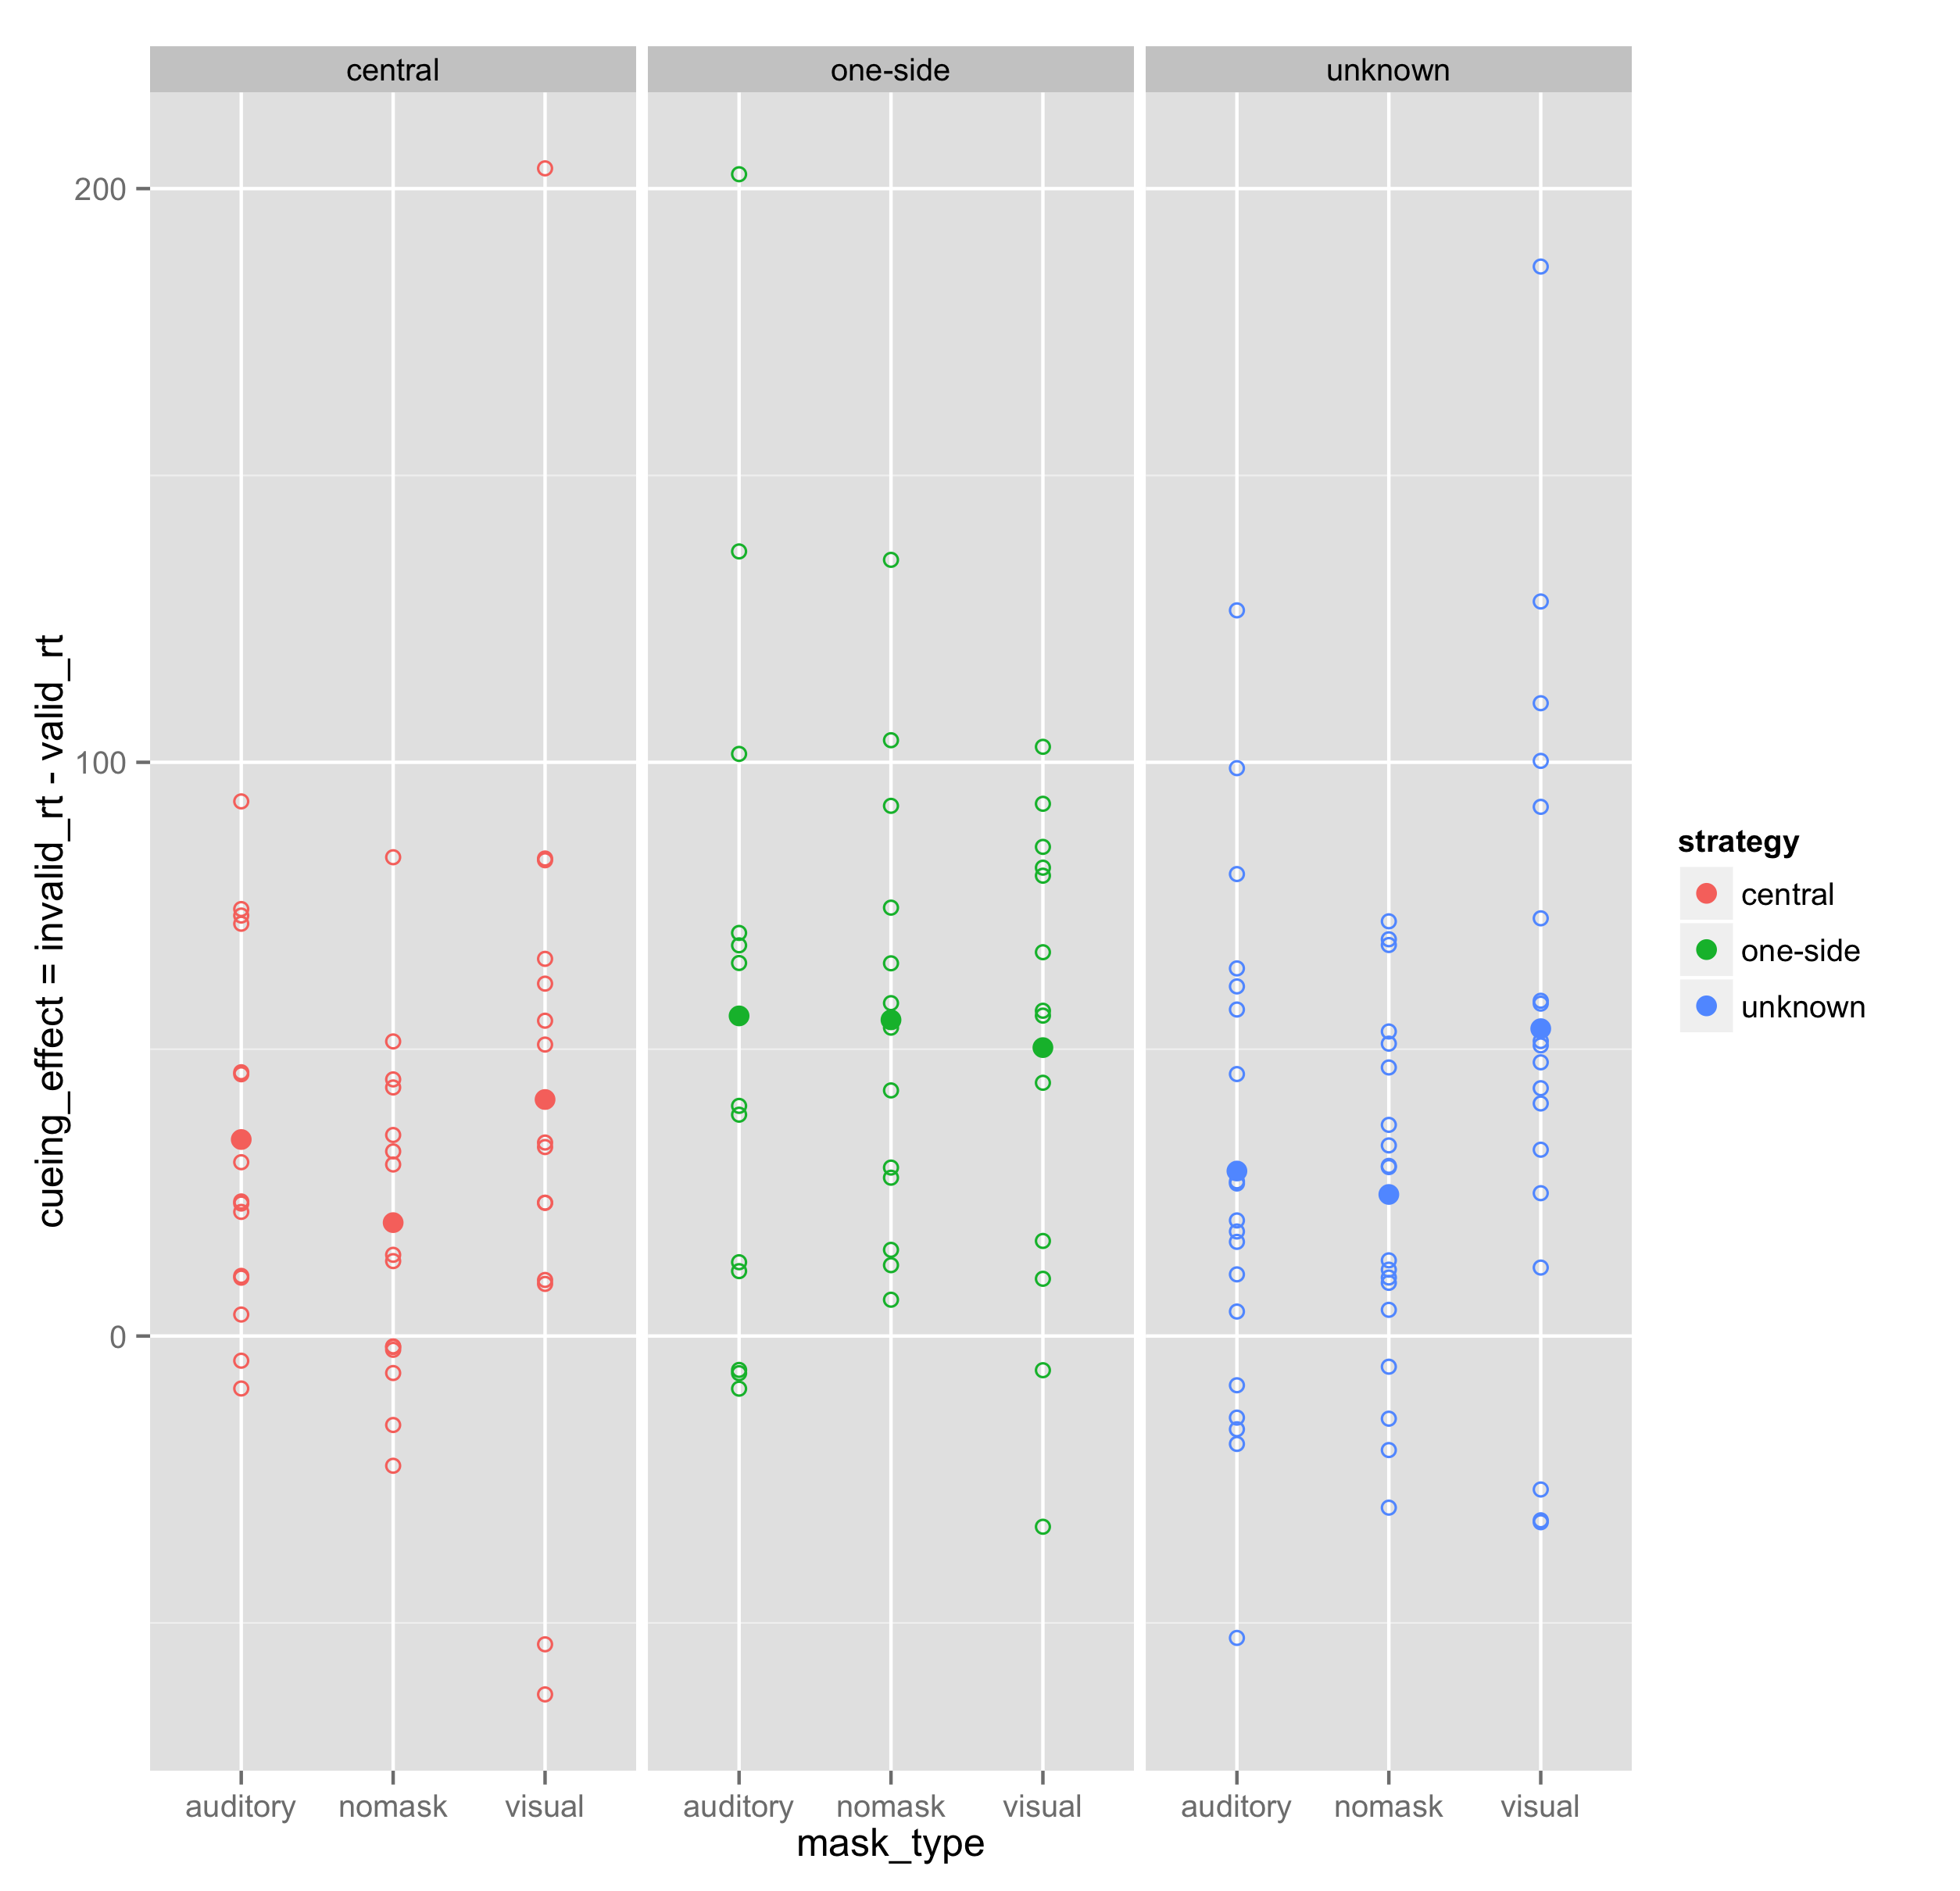 central one-side unknown
200
100
0
cueing_effect = invalid_rt - valid_rt
auditory nomask visual auditory nomask visual auditory nomask visual
mask_type
strategy
central
one-side
unknown